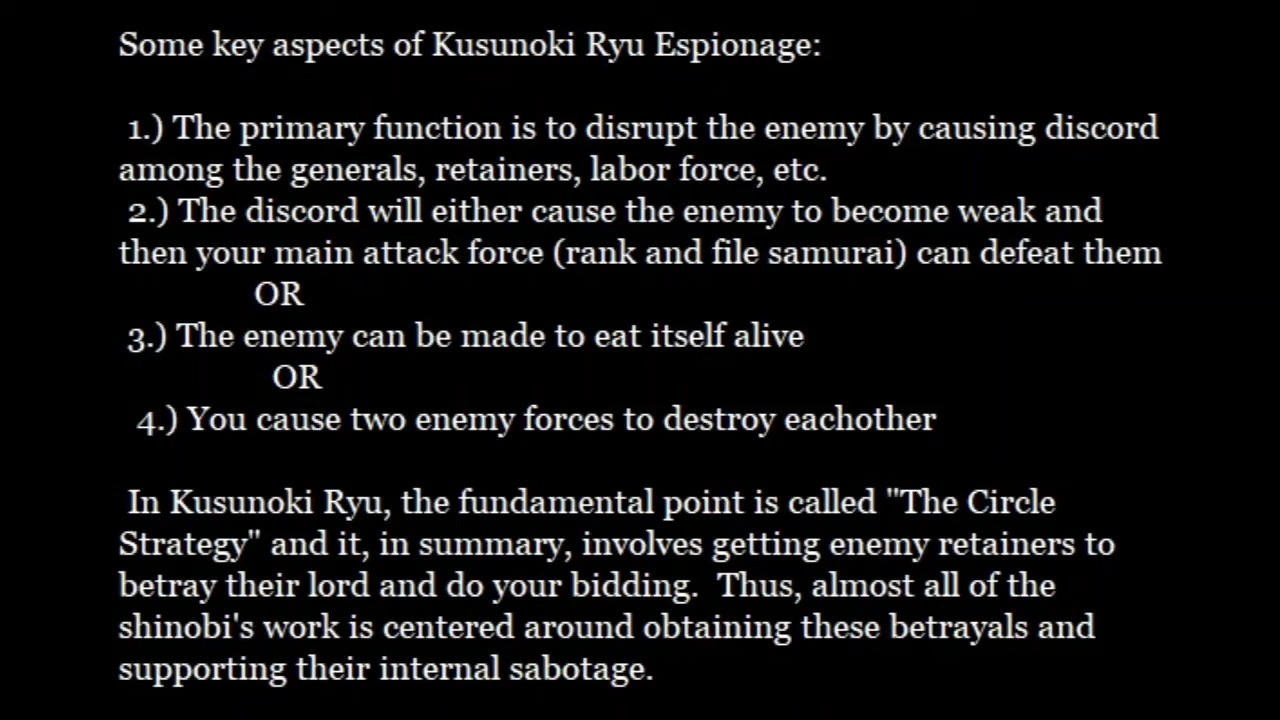 Some key aspects of Kusunoki Ryu Espionage:
1.) The primary function is to disrupt the enemy by causing discord
among the generals, retainers, labor force, etc.
2.) The discord will either cause the enemy to become weak and
then your main attack force (rank and file samurai) can defeat them
OR
3.) The enemy can be made to eat itself alive
OR
4.) You cause two enemy forces to destroy eachother
In Kusunoki Ryu, the fundamental point is called "The Circle
Strategy" and it, in summary, involves getting enemy retainers to
betray their lord and do your bidding.  Thus, almost all of the
shinobi's work is centered around obtaining these betrayals and
supporting their internal sabotage.